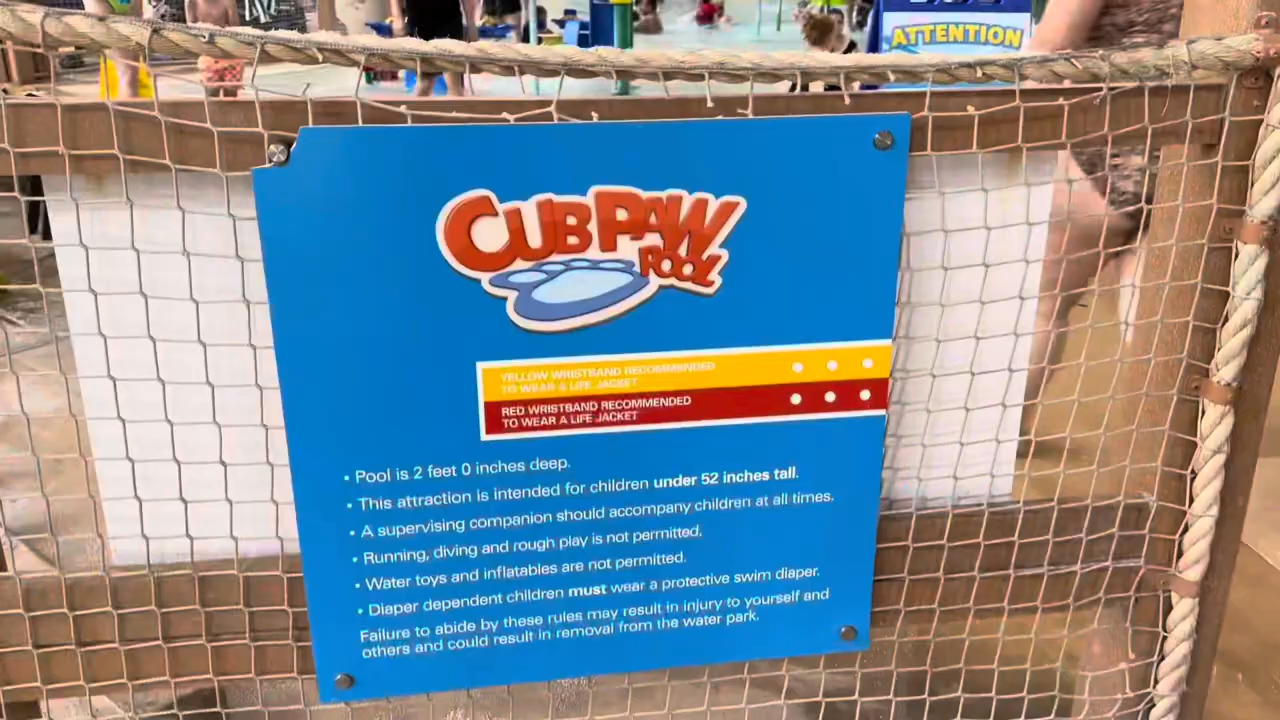 ATTENTION
CUB PAW
POOL
YELLOW WRISTBAND RECOMMENDED
TO WEAR A LIFE JACKET
RED WRISTBAND RECOMMENDED
TO WEAR A LIFE JACKET
• Pool is 2 feet 0 inches deep.
• This attraction is intended for children under 52 inches tall.
• A supervising companion should accompany children at all times.
• Running, diving and rough play is not permitted.
• Water toys and inflatables are not permitted.
• Diaper dependent children must wear a protective swim diaper.
Failure to abide by these rules may result in injury to yourself and
others and could result in removal from the water park.